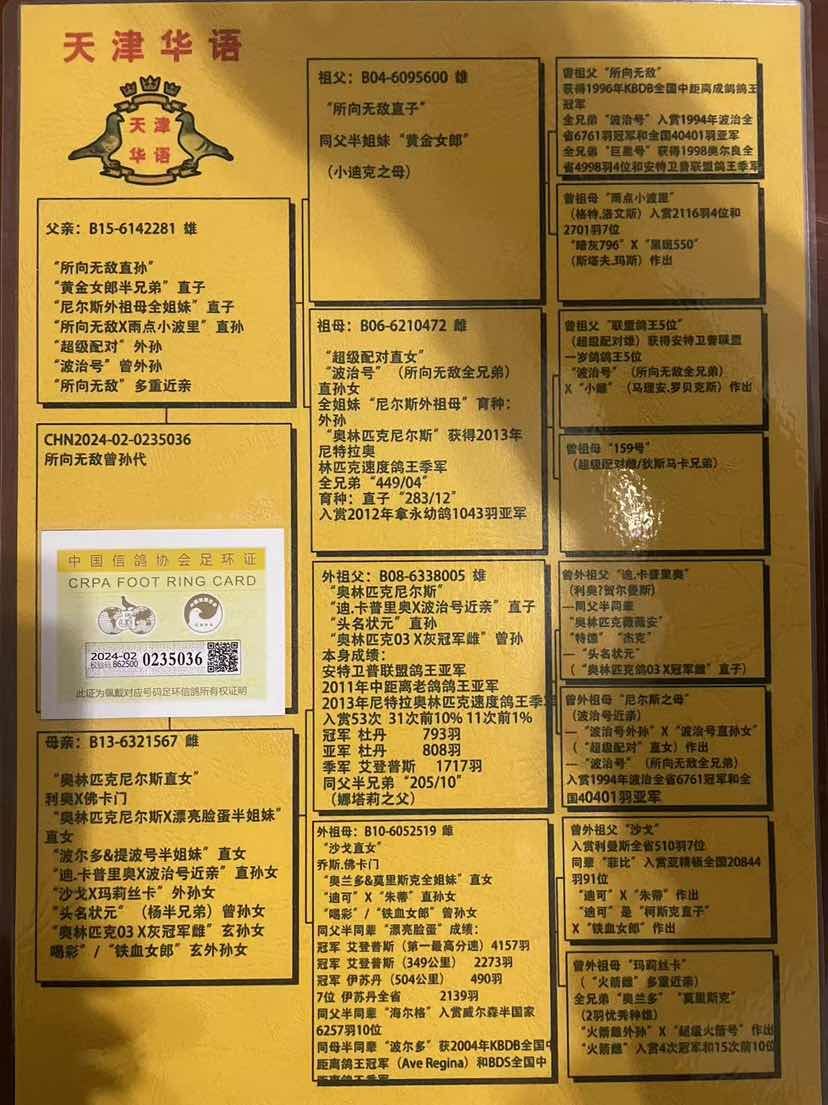 天津华语
天津
华语
父亲：B15-6142281 雄
“所向无敌直孙”
“黄金女郎半兄弟”直子
“尼尔斯外祖母全姐妹”直子
“所向无敌X雨点小波里”直孙
“超级配对”外孙
“波治号”曾外孙
“所向无敌”多重近亲
CHN2024-02-0235036
所向无敌曾孙代
中国信鸽协会足环证
CRPA FOOT RING CARD
2024-02
校验码 862500
0235036
此证为佩戴对应号码足环信鸽所有权证明
母亲：B13-6321567 雌
“奥林匹克尼尔斯直女”
利奥X佛卡门
“奥林匹克尼尔斯X漂亮脸蛋半姐妹”
直女
“波尔多&提波号半姐妹”直女
“迪.卡普里奥X波治号近亲”直孙女
“沙戈X玛莉丝卡”外孙女
“头名状元”（杨半兄弟）曾孙女
“奥林匹克03 X灰冠军雌”玄孙女
喝彩”/“铁血女郎”玄外孙女
祖父：B04-6095600 雄
“所向无敌直子”
同父半姐妹“黄金女郎”
（小迪克之母）
祖母：B06-6210472 雌
“超级配对直女”
“波治号”（所向无敌全兄弟）
直孙女
全姐妹“尼尔斯外祖母”育种：
外孙
“奥林匹克尼尔斯”获得2013年
尼特拉奥
林匹克速度鸽王季军
全兄弟“449/04”
育种：直子“283/12”
入赏2012年拿永幼鸽1043羽亚军
外祖父：B08-6338005 雄
“奥林匹克尼尔斯”
“迪.卡普里奥X波治号近亲”直子
“头名状元”直孙
“奥林匹克03 X灰冠军雌”曾孙
本身成绩：
安特卫普联盟鸽王亚军
2011年中距离老鸽鸽王亚军
2013年尼特拉奥林匹克速度鸽王季军
入赏53次 31次前10% 11次前1%
冠军 杜丹 793羽
亚军 杜丹 808羽
季军 艾登普斯 1717羽
同父半兄弟“205/10”
（娜塔莉之父）
外祖母：B10-6052519 雌
“沙戈直女”
乔斯.佛卡门
“奥兰多&莫里斯克全姐妹”直女
“迪可”X“朱蒂”直孙女
“喝彩”/“铁血女郎”曾孙女
同父半同辈“漂亮脸蛋”成绩：
冠军 艾登普斯（第一最高分速）4157羽
冠军 艾登普斯（349公里） 2273羽
冠军 伊苏丹（504公里） 490羽
7位 伊苏丹全省 2139羽
同父半同辈“海尔格”入赏威尔森半国家
6257羽10位
同母半同辈“波尔多”获2004年KBDB全国中
距离鸽王冠军（Ave Regina）和BDS全国中
曾祖父“所向无敌”
获得1996年KBDB全国中距离成鸽鸽王
冠军
全兄弟“波治号”入赏1994年波治全
省6761羽冠军和全国40401羽亚军
全兄弟“巨星号”获得1998奥尔良全
省4998羽4位和安特卫普联盟鸽王季军
曾祖母“雨点小波里”
（格特.洛文斯）入赏2116羽4位和
2701羽7位
“暗灰796”X“黑斑550”
（斯塔夫.玛斯）作出
曾祖父“联盟鸽王5位”
（超级配对雄）获得安特卫普联盟
一岁鸽鸽王5位
“波治号”（所向无敌全兄弟）
X“小雌”（马理安.罗贝克斯）作出
曾祖母“159号”
（超级配对雌/狄斯马卡兄弟）
曾外祖父“迪.卡普里奥”
（利奥?贺尔曼斯）
—同父半同辈
“奥林匹克薇薇安”
“特德”“杰克”
—“头名状元”
（“奥林匹克鸽03 X冠军雌”直子）
曾外祖母“尼尔斯之母”
（波治号近亲）
—“波治号外孙”X“波治号直孙女”
（“超级配对”直女）作出
—“波治号”（所向无敌全兄弟）
入赏1994年波治全省6761冠军和全
国40401羽亚军
曾外祖父“沙戈”
入赏利曼斯全省510羽7位
同辈“菲比”入赏亚精顿全国20844
羽91位
“迪可”X“朱蒂”作出
“迪可”是“柯斯克直子”
X“铁血女郎”作出
曾外祖母“玛莉丝卡”
（“火箭雌”多重近亲）
全兄弟“奥兰多”“莫里斯克”
（2羽优秀种雄）
“火箭雌外孙”X“超级火箭号”作出
“火箭雌”入赏4次冠军和15次前10位